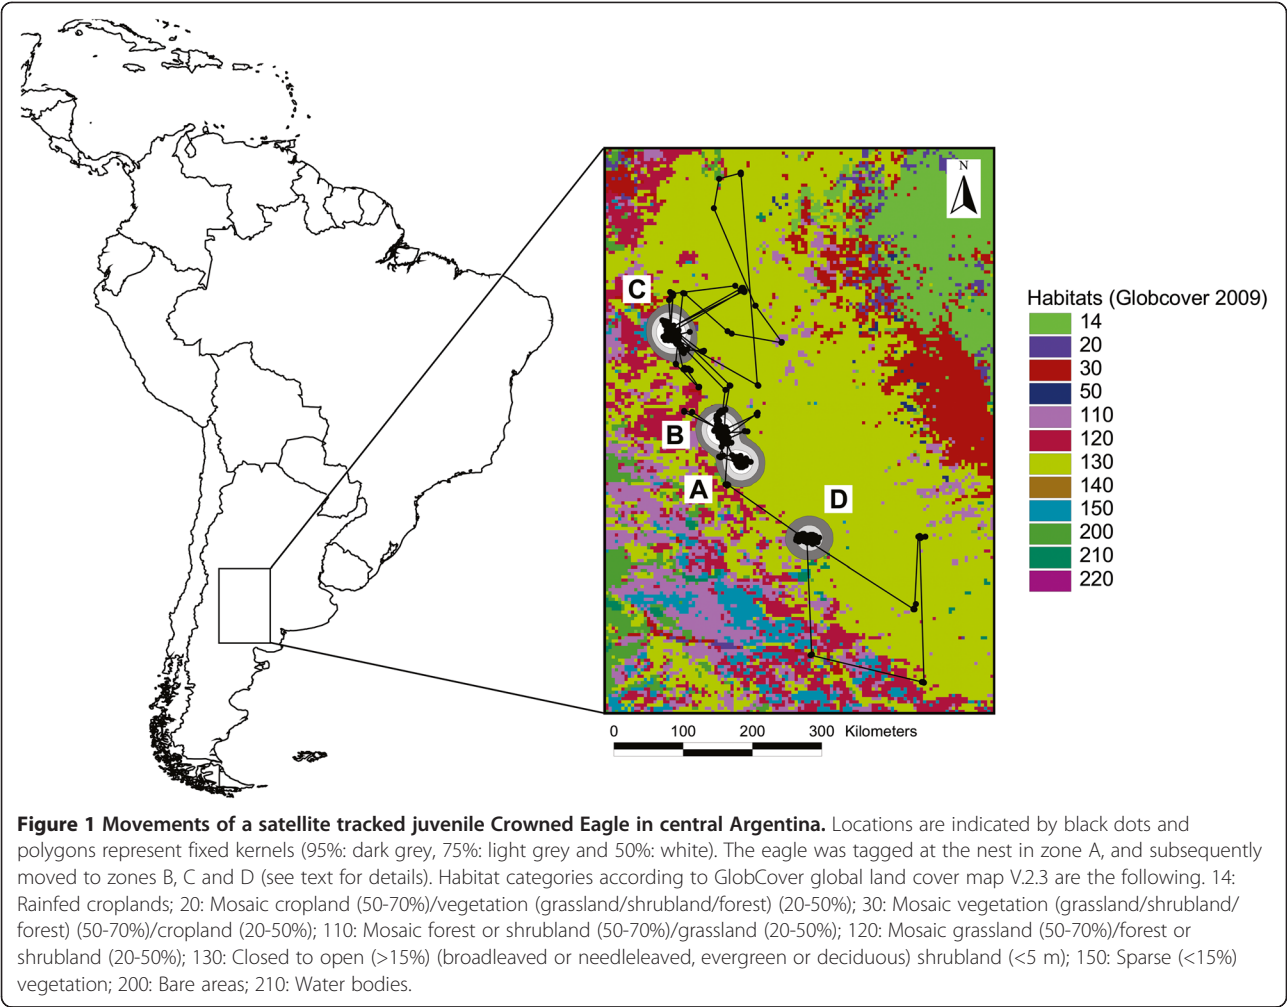 N
C
B
A
D
Habitats (Globcover 2009)
14
20
30
50
110
120
130
140
150
200
210
220
0 100 200 300 Kilometers
Figure 1 Movements of a satellite tracked juvenile Crowned Eagle in central Argentina. Locations are indicated by black dots and
polygons represent fixed kernels (95%: dark grey, 75%: light grey and 50%: white). The eagle was tagged at the nest in zone A, and subsequently
moved to zones B, C and D (see text for details). Habitat categories according to GlobCover global land cover map V.2.3 are the following. 14:
Rainfed croplands; 20: Mosaic cropland (50-70%)/vegetation (grassland/shrubland/forest) (20-50%); 30: Mosaic vegetation (grassland/shrubland/
forest) (50-70%)/cropland (20-50%); 110: Mosaic forest or shrubland (50-70%)/grassland (20-50%); 120: Mosaic grassland (50-70%)/forest or
shrubland (20-50%); 130: Closed to open (>15%) (broadleaved or needleleaved, evergreen or deciduous) shrubland (<5 m); 150: Sparse (<15%)
vegetation; 200: Bare areas; 210: Water bodies.